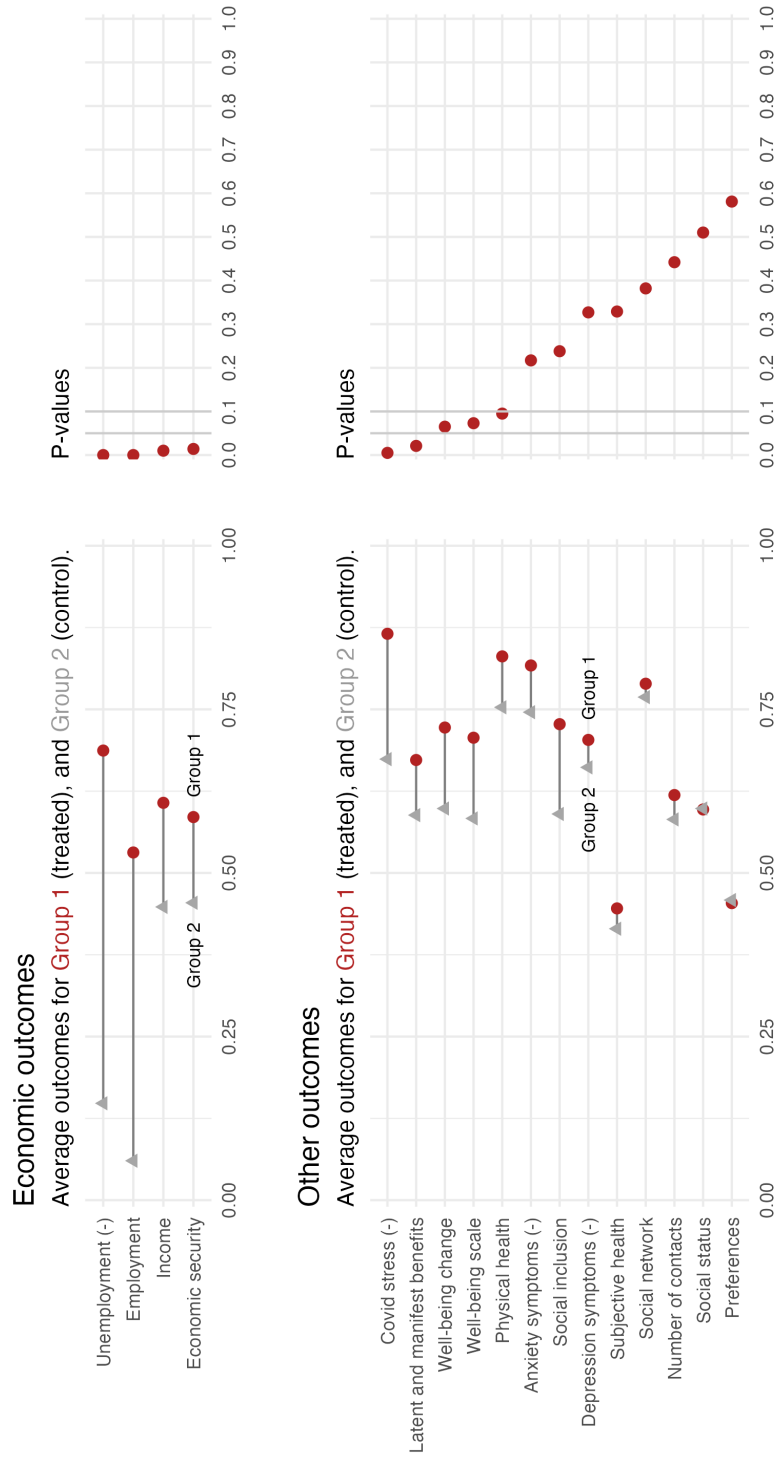 Economic outcomes
Average outcomes for Group 1 (treated), and Group 2 (control).
P-values
Unemployment (-)
Employment
Income
Economic security
Group 2
Group 1
0.00 0.25 0.50 0.75 1.00
0.0 0.1 0.2 0.3 0.4 0.5 0.6 0.7 0.8 0.9 1.0
Other outcomes
Average outcomes for Group 1 (treated), and Group 2 (control).
P-values
Covid stress (-)
Latent and manifest benefits
Well-being change
Well-being scale
Physical health
Anxiety symptoms (-)
Social inclusion
Depression symptoms (-)
Group 2
Group 1
Subjective health
Social network
Number of contacts
Social status
Preferences
0.00 0.25 0.50 0.75 1.00
0.0 0.1 0.2 0.3 0.4 0.5 0.6 0.7 0.8 0.9 1.0